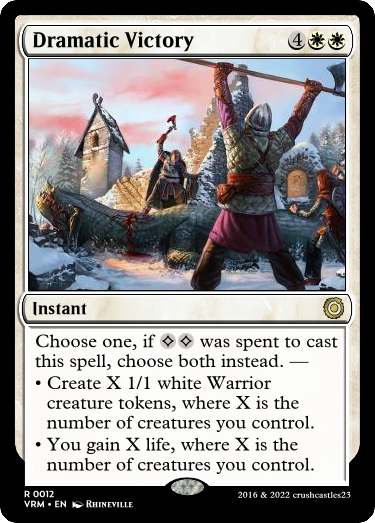 Dramatic Victory 4
Instant
Choose one, if was spent to cast
this spell, choose both instead. —
• Create X 1/1 white Warrior
creature tokens, where X is the
number of creatures you control.
• You gain X life, where X is the
number of creatures you control.
R 0012
VRM • EN Rhineville
2016 & 2022 crushcastles23